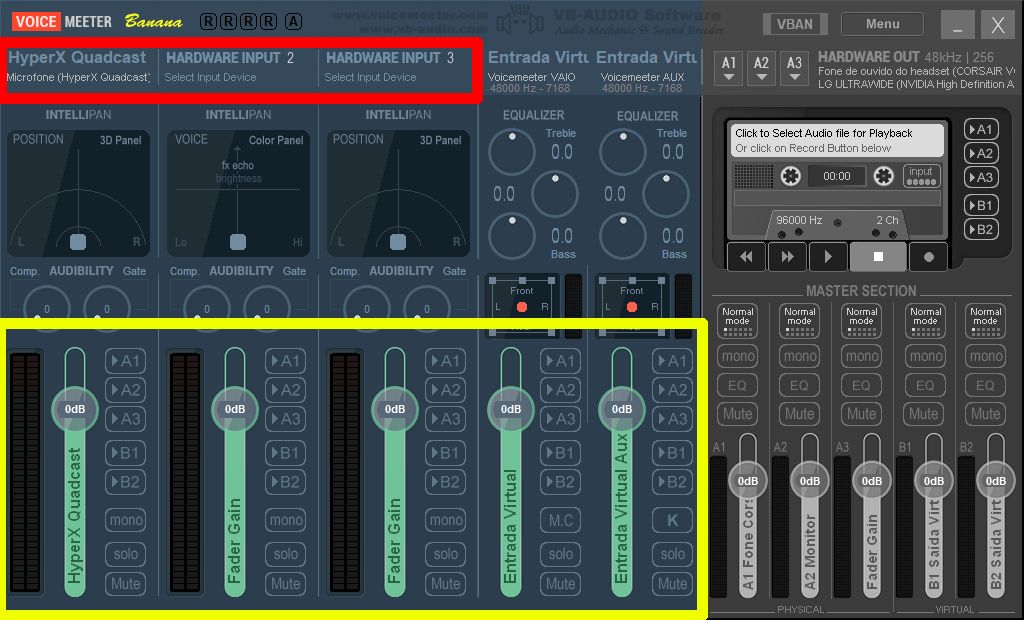 VOICE MEETER Banana R R R R A
www.voicemeeter.com
www.vb-audio.com
VB-AUDIO Software
Audio Mechanic & Sound Breeder
VBAN
Menu
_ X
HyperX Quadcast
Microfone (HyperX Quadcast)
HARDWARE INPUT 2
Select Input Device
HARDWARE INPUT 3
Select Input Device
Entrada Virtu
Voicemeeter VAIO
48000 Hz - 7168
Entrada Virtu
Voicemeeter AUX
48000 Hz - 7168
A1 A2 A3
HARDWARE OUT 48kHz | 256
Fone de ouvido do headset (CORSAIR VO
LG ULTRAWIDE (NVIDIA High Definition A
INTELLIPAN
POSITION 3D Panel
L R
INTELLIPAN
VOICE Color Panel
fx echo
brightness
Lo Hi
INTELLIPAN
POSITION 3D Panel
L R
EQUALIZER
Treble
0.0
0.0
0.0
Bass
EQUALIZER
Treble
0.0
0.0
0.0
Bass
Click to Select Audio file for Playback
Or click on Record Button below
00:00
input
96000 Hz 2 Ch
A1
A2
A3
B1
B2
Comp. AUDIBILITY Gate
0 0
Comp. AUDIBILITY Gate
0 0
Comp. AUDIBILITY Gate
0 0
Front
L R
Front
L R
MASTER SECTION
0dB
HyperX Quadcast
A1
A2
A3
B1
B2
mono
solo
Mute
0dB
Fader Gain
A1
A2
A3
B1
B2
mono
solo
Mute
0dB
Fader Gain
A1
A2
A3
B1
B2
mono
solo
Mute
0dB
Entrada Virtual
A1
A2
A3
B1
B2
M.C
solo
Mute
0dB
Entrada Virtual Aux
A1
A2
A3
B1
B2
K
solo
Mute
Normal mode
mono
EQ
Mute
A1
0dB
A1 Fone Cors
Normal mode
mono
EQ
Mute
A2
0dB
A2 Monitor
Normal mode
mono
EQ
Mute
A3
0dB
Fader Gain
Normal mode
mono
EQ
Mute
B1
0dB
B1 Saida Virt
Normal mode
mono
EQ
Mute
B2
0dB
B2 Saida Virt
PHYSICAL
VIRTUAL